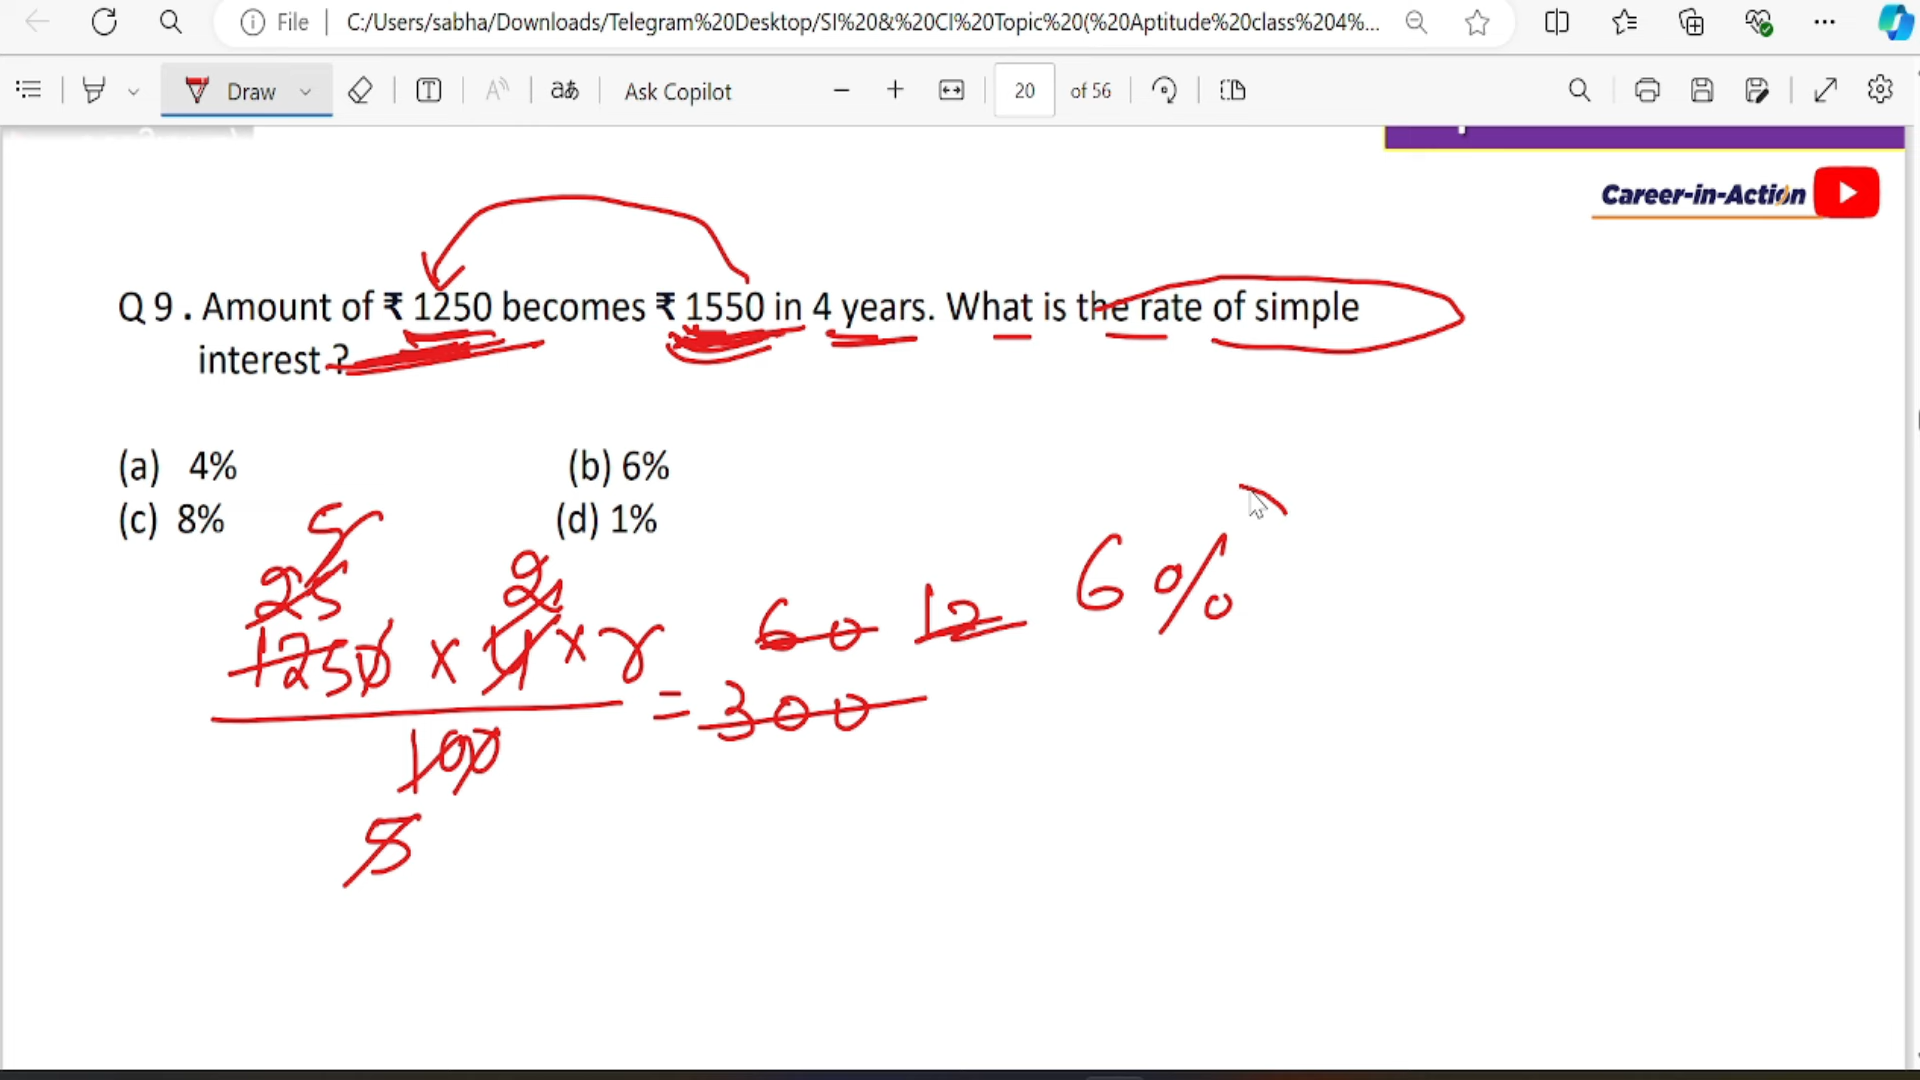 File
C:/Users/sabha/Downloads/Telegram%20Desktop/SI%20&%20CI%20Topic%20(%20Aptitude%20class%204%...
Draw
T
A
aあ
Ask Copilot
20
of 56
Career-in-Action
Q 9 . Amount of ₹ 1250 becomes ₹ 1550 in 4 years. What is the rate of simple
interest ?
(a) 4%
(b) 6%
(c) 8%
(d) 1%
5
25
2
1250 × 4 × r
60
12
6 %
= 300
100
5